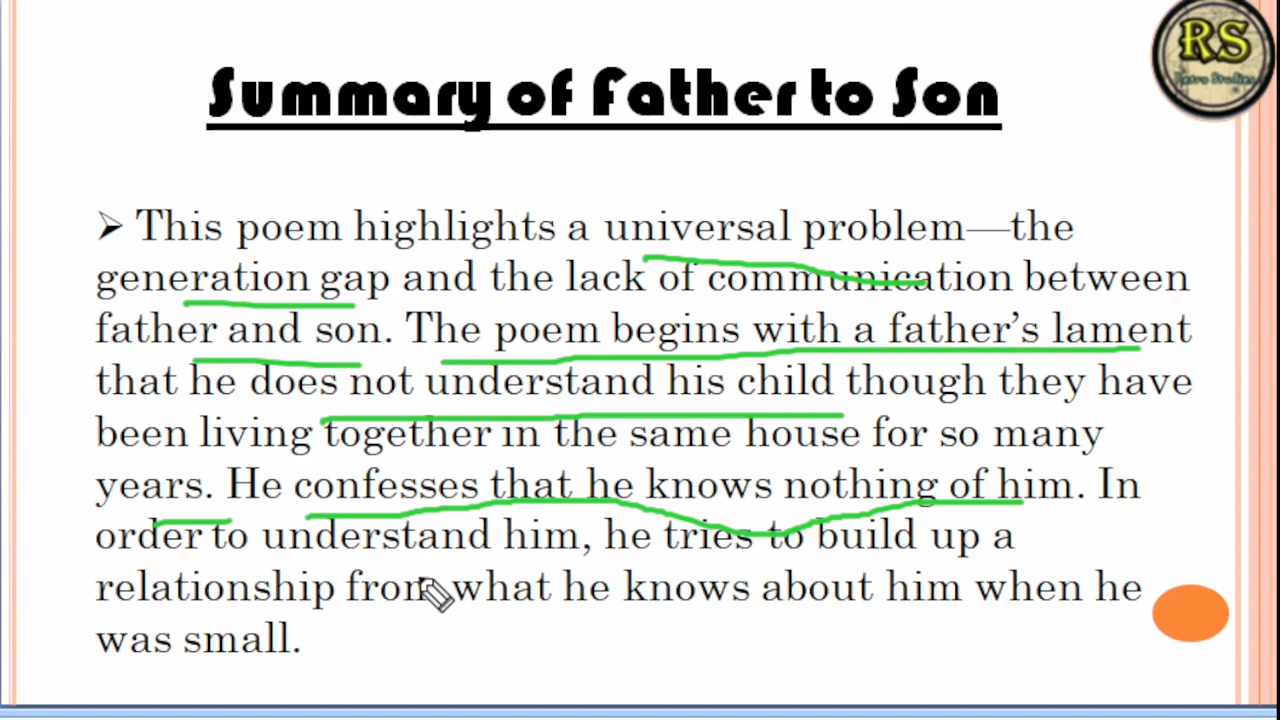 RS
Retro Studies
Summary of Father to Son
➢ This poem highlights a universal problem—the
generation gap and the lack of communication between
father and son. The poem begins with a father's lament
that he does not understand his child though they have
been living together in the same house for so many
years. He confesses that he knows nothing of him. In
order to understand him, he tries to build up a
relationship from what he knows about him when he
was small.